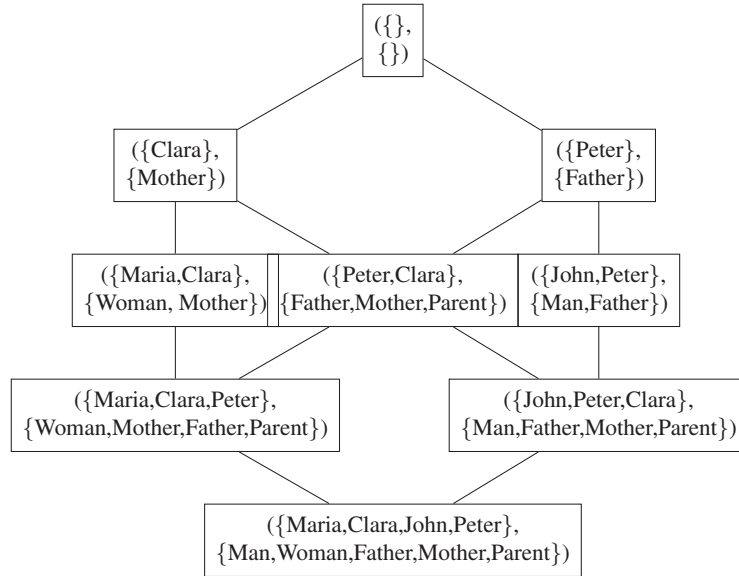 ({},
{})
({Clara},
{Mother})
({Peter},
{Father})
({Maria,Clara},
{Woman, Mother})
({Peter,Clara},
{Father,Mother,Parent})
({John,Peter},
{Man,Father})
({Maria,Clara,Peter},
{Woman,Mother,Father,Parent})
({John,Peter,Clara},
{Man,Father,Mother,Parent})
({Maria,Clara,John,Peter},
{Man,Woman,Father,Mother,Parent})